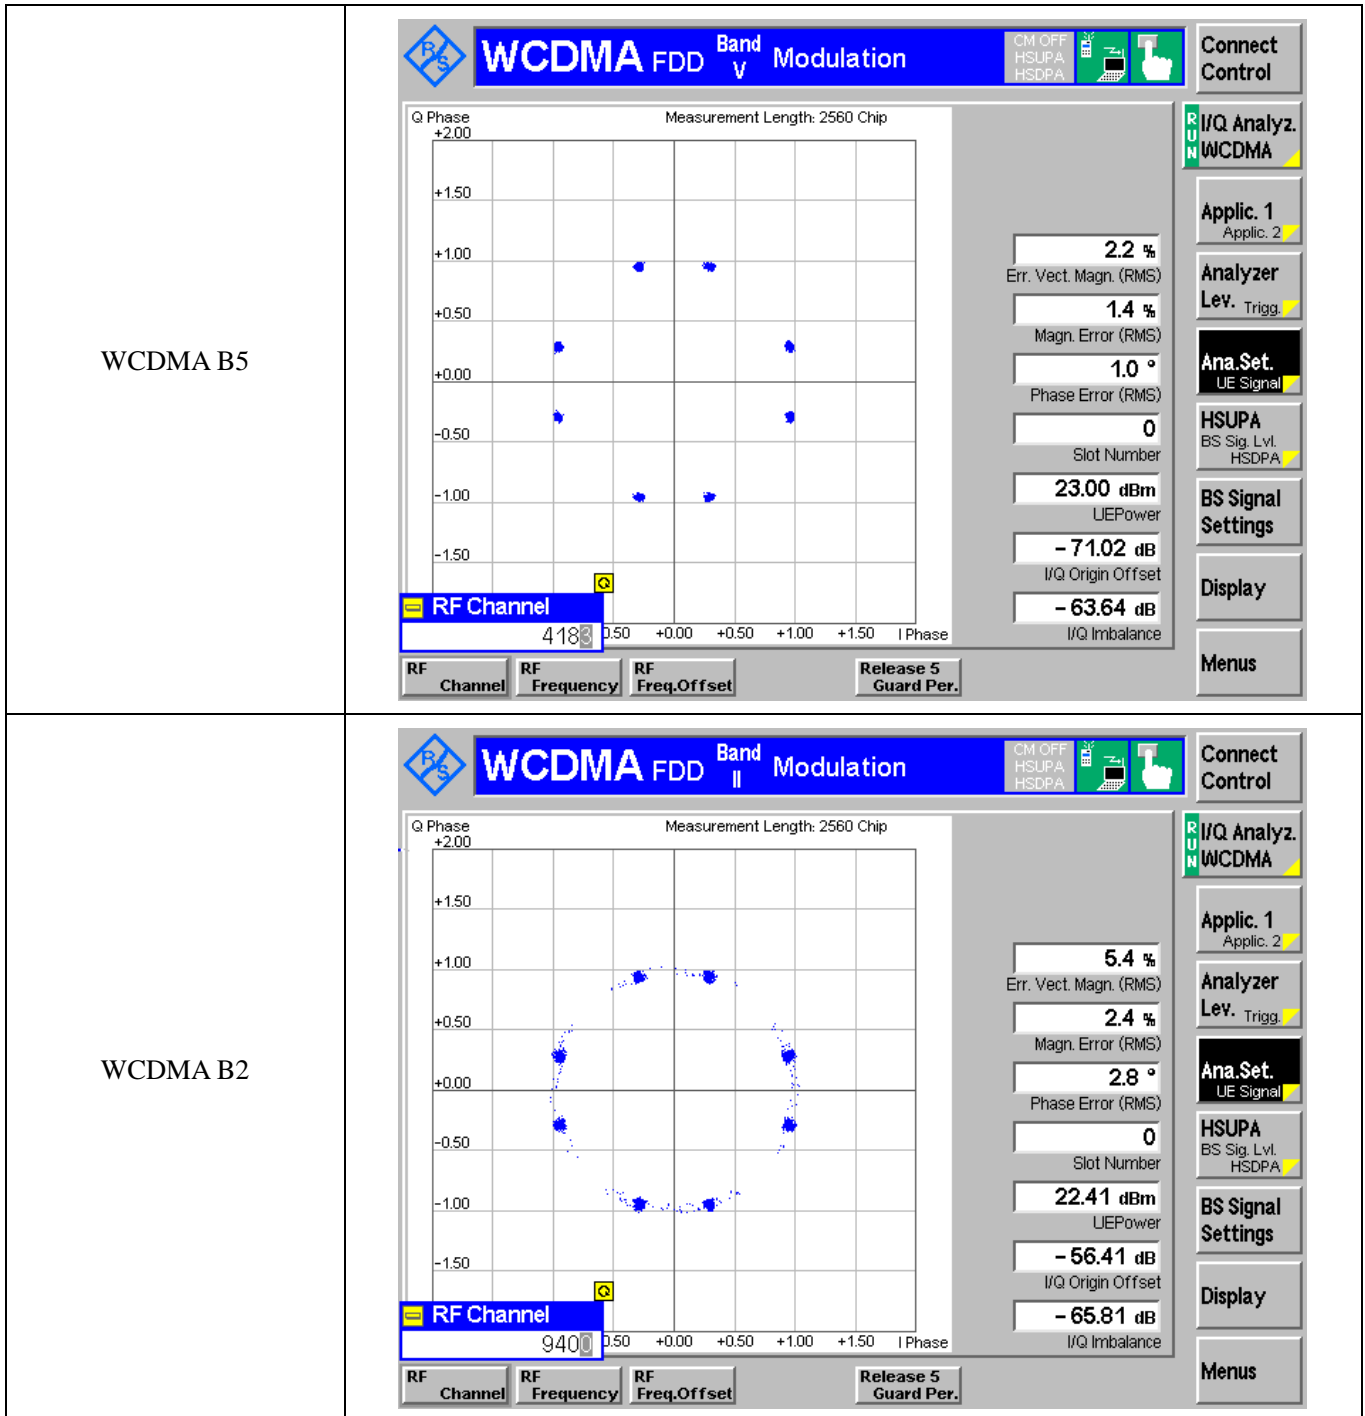 WCDMA B5
R/S
WCDMA FDD Band V Modulation
CM OFF
HSUPA
HSDPA
Connect
Control
Q Phase
Measurement Length: 2560 Chip
+2.00
+1.50
+1.00
+0.50
+0.00
-0.50
-1.00
-1.50
0.50 +0.00 +0.50 +1.00 +1.50 I Phase
Q
RF Channel
4183
2.2 %
Err. Vect. Magn. (RMS)
1.4 %
Magn. Error (RMS)
1.0 °
Phase Error (RMS)
0
Slot Number
23.00 dBm
UEPower
-71.02 dB
I/Q Origin Offset
-63.64 dB
I/Q Imbalance
RUN
I/Q Analyz.
WCDMA
Applic. 1
Applic. 2
Analyzer
Lev. Trigg.
Ana.Set.
UE Signal
HSUPA
BS Sig. Lvl.
HSDPA
BS Signal
Settings
Display
Menus
RF
Channel
RF
Frequency
RF
Freq.Offset
Release 5
Guard Per.
WCDMA B2
R/S
WCDMA FDD Band II Modulation
CM OFF
HSUPA
HSDPA
Connect
Control
Q Phase
Measurement Length: 2560 Chip
+2.00
+1.50
+1.00
+0.50
+0.00
-0.50
-1.00
-1.50
0.50 +0.00 +0.50 +1.00 +1.50 I Phase
Q
RF Channel
9400
5.4 %
Err. Vect. Magn. (RMS)
2.4 %
Magn. Error (RMS)
2.8 °
Phase Error (RMS)
0
Slot Number
22.41 dBm
UEPower
-56.41 dB
I/Q Origin Offset
-65.81 dB
I/Q Imbalance
RUN
I/Q Analyz.
WCDMA
Applic. 1
Applic. 2
Analyzer
Lev. Trigg.
Ana.Set.
UE Signal
HSUPA
BS Sig. Lvl.
HSDPA
BS Signal
Settings
Display
Menus
RF
Channel
RF
Frequency
RF
Freq.Offset
Release 5
Guard Per.